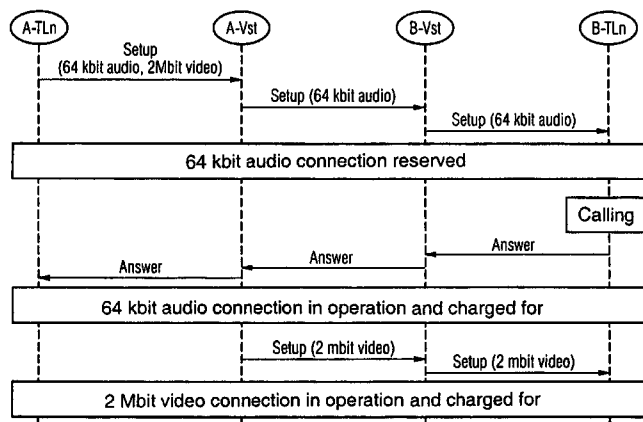 A-TLn A-Vst B-Vst B-TLn
Setup
(64 kbit audio, 2Mbit video)
Setup (64 kbit audio)
Setup (64 kbit audio)
64 kbit audio connection reserved
Calling
Answer
Answer
Answer
64 kbit audio connection in operation and charged for
Setup (2 mbit video)
Setup (2 mbit video)
2 Mbit video connection in operation and charged for